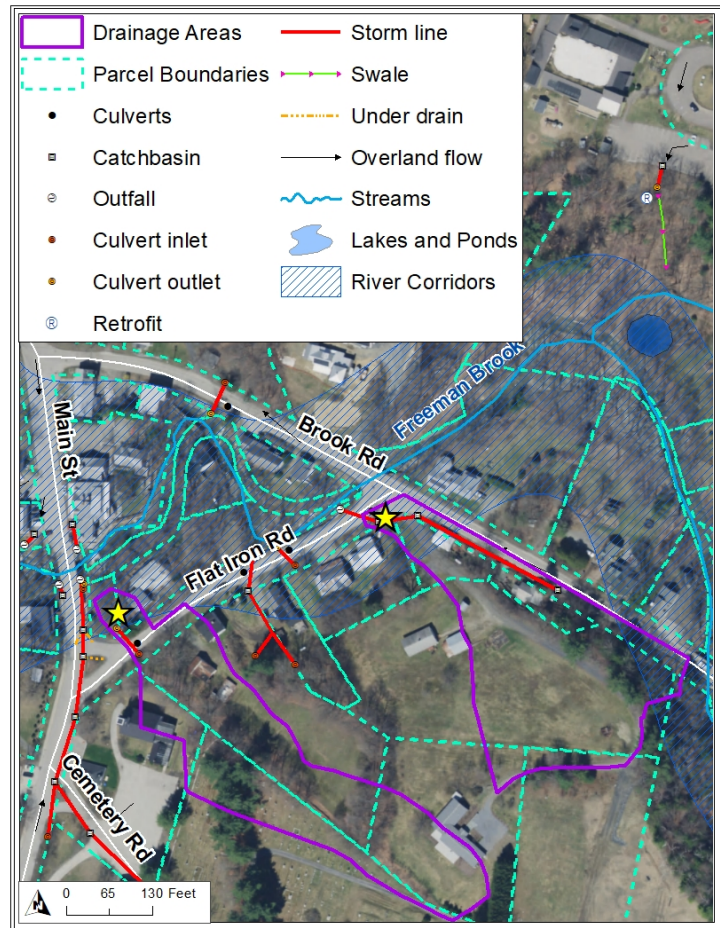 Drainage Areas
Storm line
Parcel Boundaries
Swale
Culverts
Under drain
Catchbasin
Overland flow
Outfall
Streams
Culvert inlet
Lakes and Ponds
Culvert outlet
River Corridors
R Retrofit
R
Freeman Brook
Main St
Brook Rd
Flat Iron Rd
Cemetery Rd
N
0 65 130 Feet